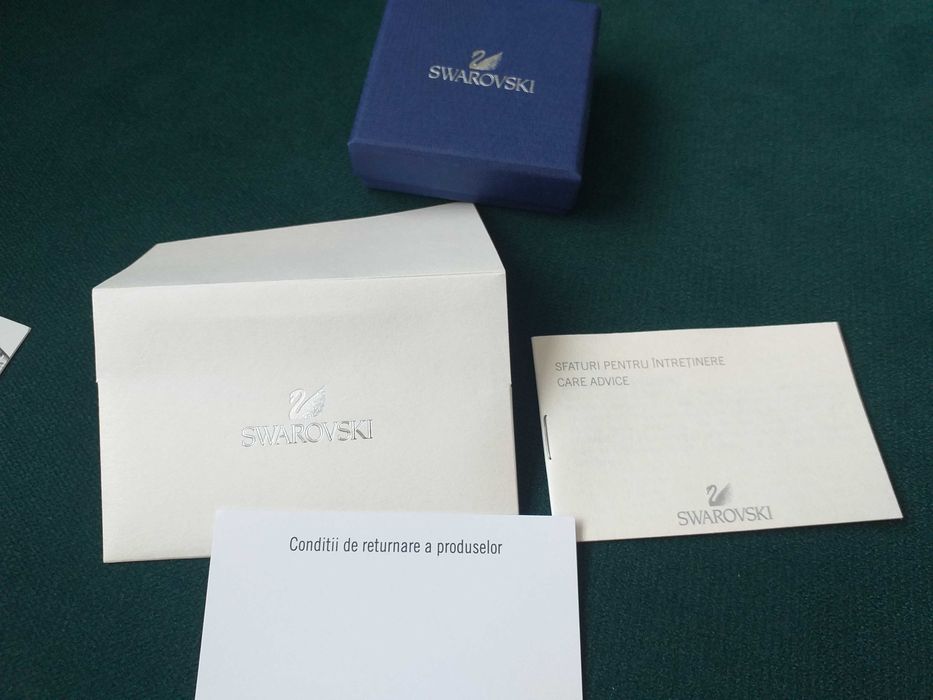 SWAROVSKI
SWAROVSKI
SFATURI PENTRU ÎNTREȚINERE
CARE ADVICE
SWAROVSKI
Conditii de returnare a produselor